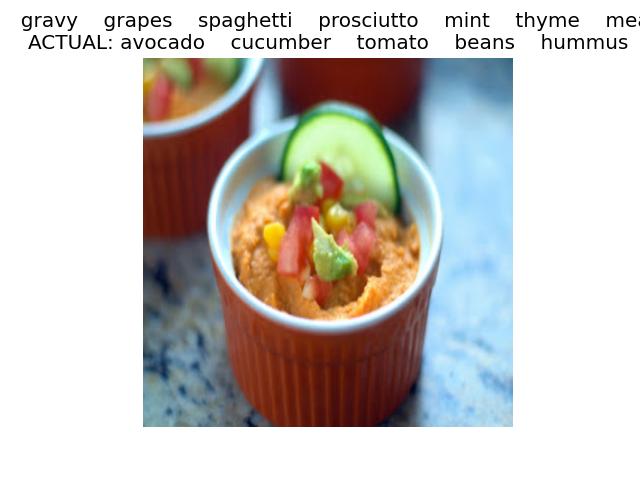 gravy grapes spaghetti prosciutto mint thyme
ACTUAL: avocado cucumber tomato beans hummus